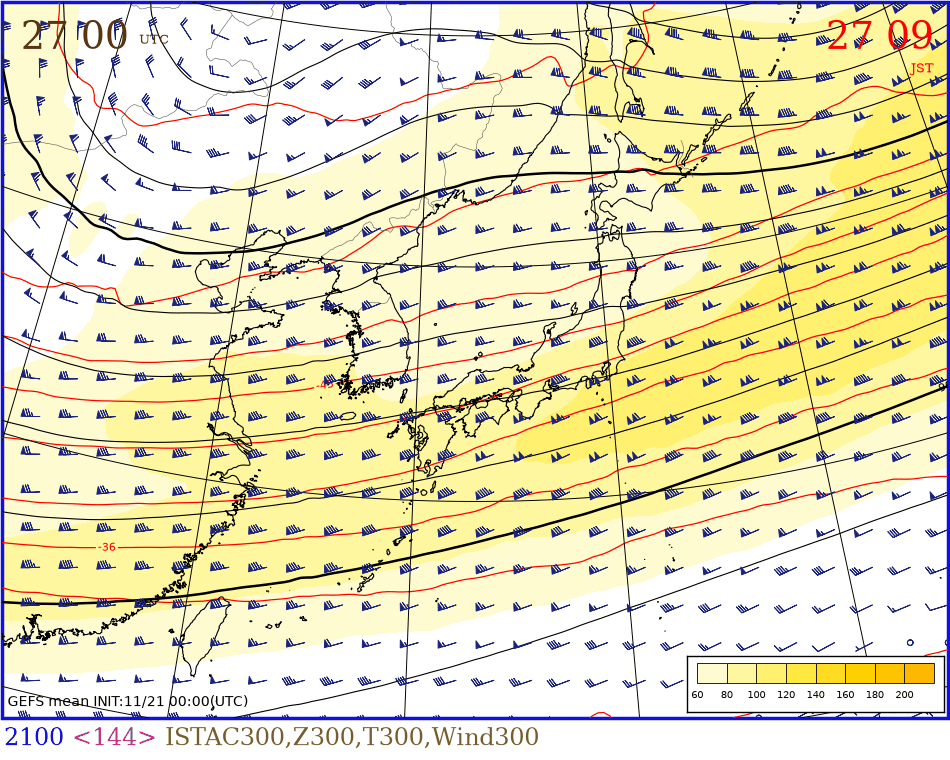 27 00 UTC
27 09
JST
-45
-36
60 80 100 120 140 160 180 200
GEFS mean INIT:11/21 00:00(UTC)
2100 <144> ISTAC300,Z300,T300,Wind300